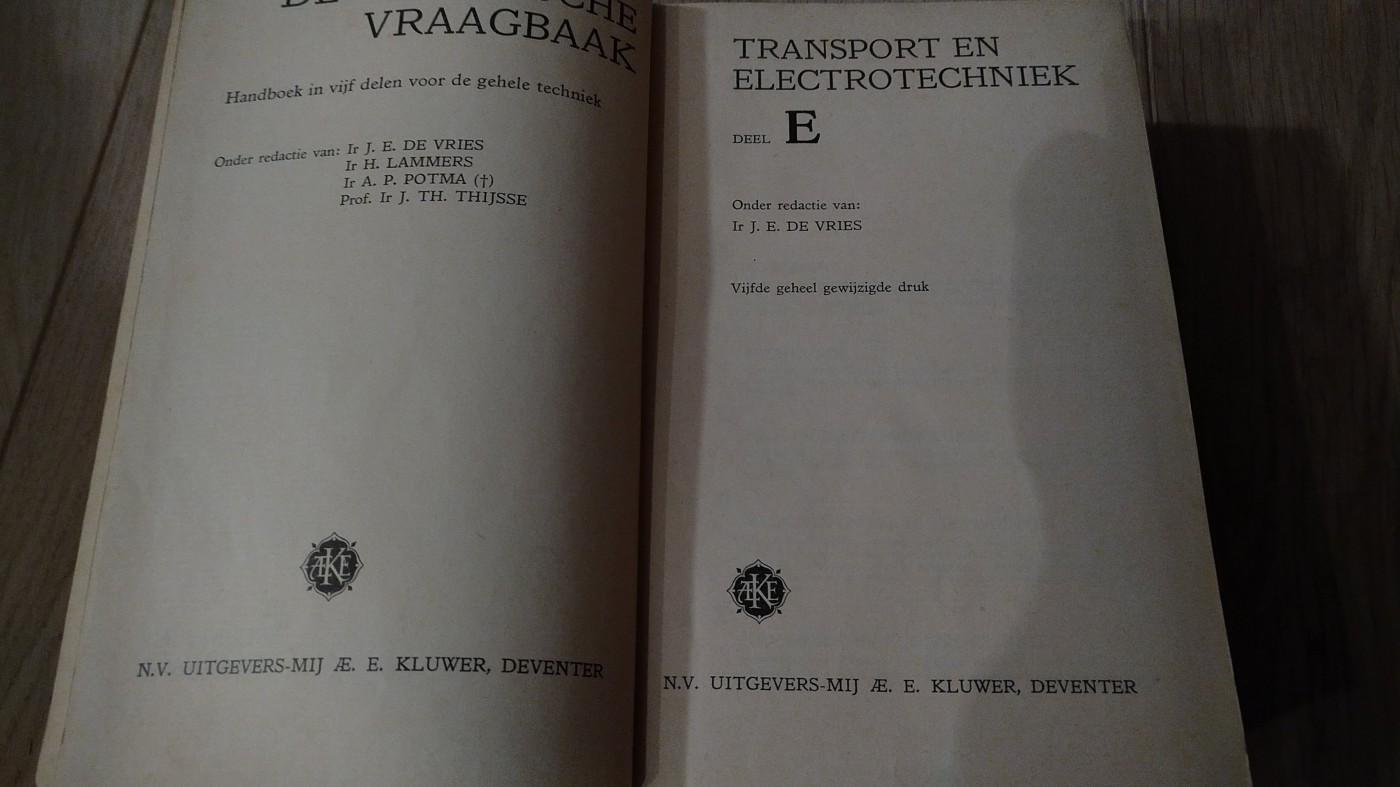 VRAAGBAAK
Handboek in vijf delen voor de gehele techniek
Onder redactie van: Ir J. E. DE VRIES
Ir H. LAMMERS
Ir A. P. POTMA (†)
Prof. Ir J. TH. THIJSSE
ÆKE
N.V. UITGEVERS-MIJ Æ. E. KLUWER, DEVENTER
TRANSPORT EN
ELECTROTECHNIEK
DEEL E
Onder redactie van:
Ir J. E. DE VRIES
Vijfde geheel gewijzigde druk
ÆKE
N.V. UITGEVERS-MIJ Æ. E. KLUWER, DEVENTER